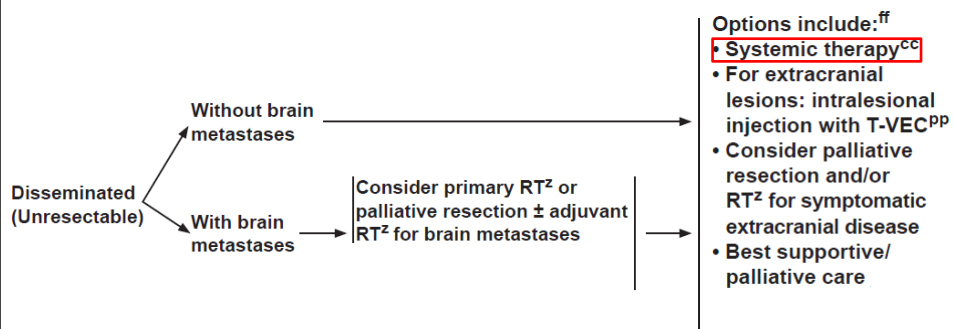 Disseminated
(Unresectable)
Without brain
metastases
With brain
metastases
Consider primary RTᶻ or
palliative resection ± adjuvant
RTᶻ for brain metastases
Options include:ᶠᶠ
• Systemic therapyᶜᶜ
• For extracranial
lesions: intralesional
injection with T-VECᵖᵖ
• Consider palliative
resection and/or
RTᶻ for symptomatic
extracranial disease
• Best supportive/
palliative care